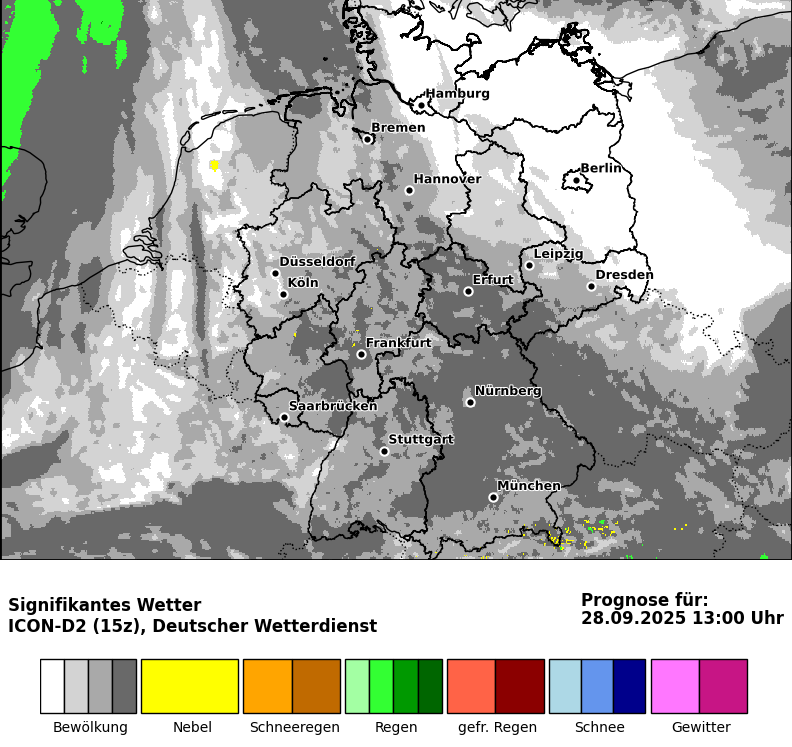 Hamburg
Bremen
Berlin
Hannover
Leipzig
Düsseldorf
Dresden
Erfurt
Köln
Frankfurt
Nürnberg
Saarbrücken
Stuttgart
München
Signifikantes Wetter
ICON-D2 (15z), Deutscher Wetterdienst
Prognose für:
28.09.2025 13:00 Uhr
Bewölkung
Nebel
Schneeregen
Regen
gefr. Regen
Schnee
Gewitter